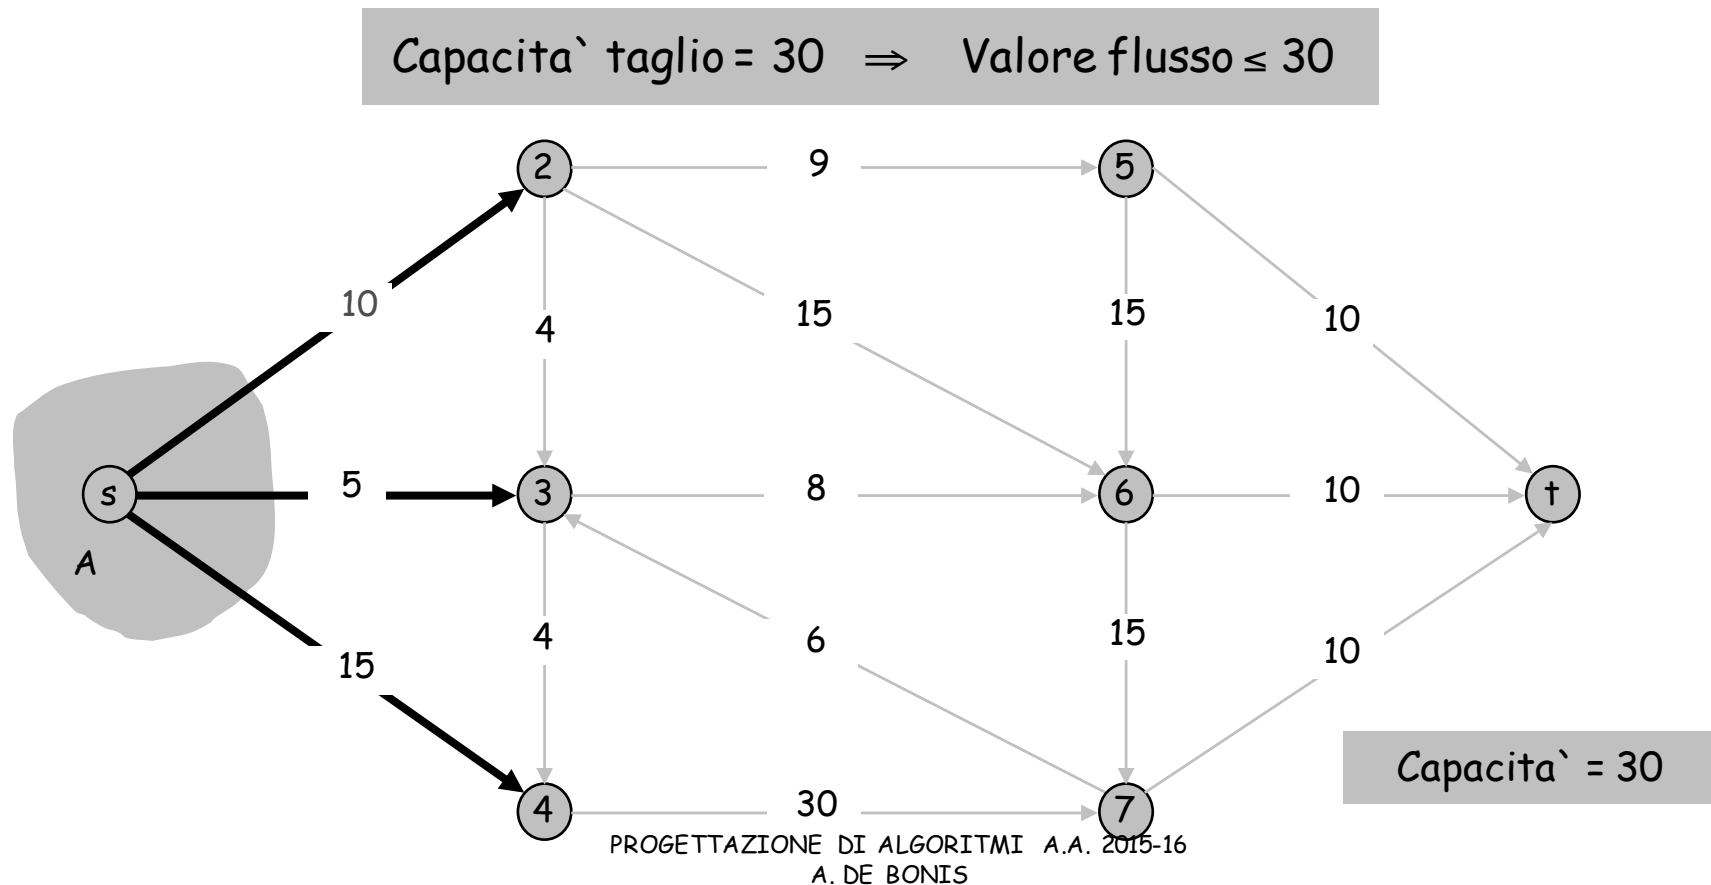 Capacita` taglio = 30 ⇒ Valore flusso ≤ 30
2 9 5
10 4 15 15 10
s 5 3 8 6 10 t
A
15 4 6 15 10
Capacita` = 30
4 30 7
PROGETTAZIONE DI ALGORITMI A.A. 2015-16
A. DE BONIS